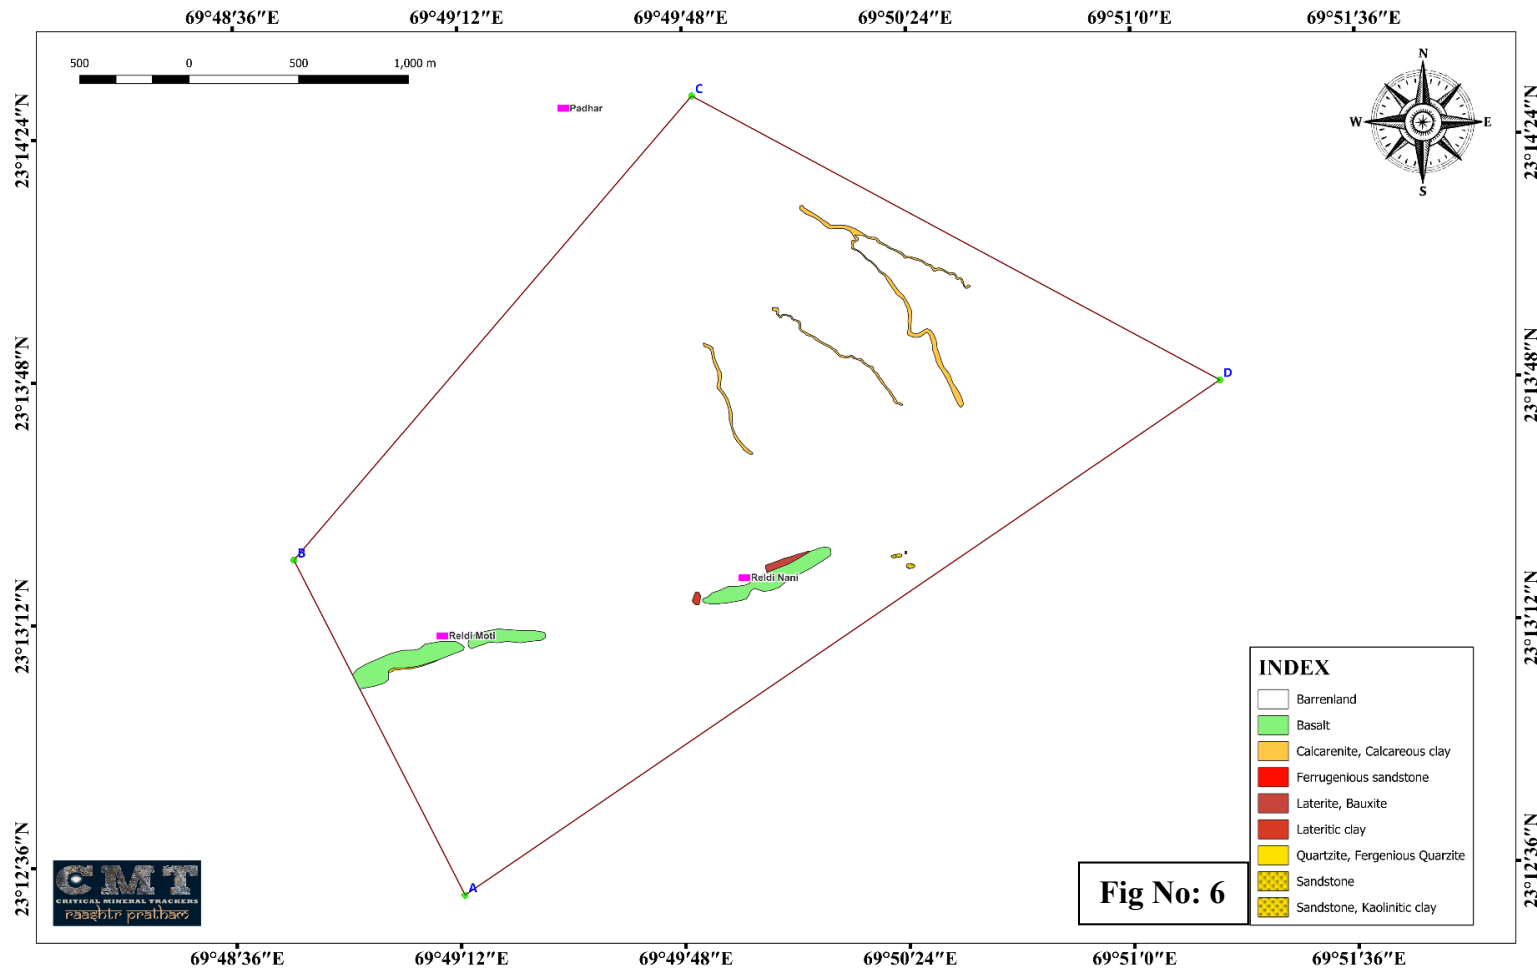 69°48'36"E 69°49'12"E 69°49'48"E 69°50'24"E 69°51'0"E 69°51'36"E
500 0 500 1,000 m
N
W E
S
C
Padhar
23°14'24"N 23°14'24"N
23°13'48"N 23°13'48"N
D
B
Reldi Nani
23°13'12"N 23°13'12"N
Reldi Moti
INDEX
Barrenland
Basalt
Calcarenite, Calcareous clay
Ferrugenious sandstone
Laterite, Bauxite
Lateritic clay
Quartzite, Fergenious Quarzite
Sandstone
Sandstone, Kaolinitic clay
23°12'36"N 23°12'36"N
A
Fig No: 6
CMT
CRITICAL MINERAL TRACKERS
raashtr pratham
69°48'36"E 69°49'12"E 69°49'48"E 69°50'24"E 69°51'0"E 69°51'36"E